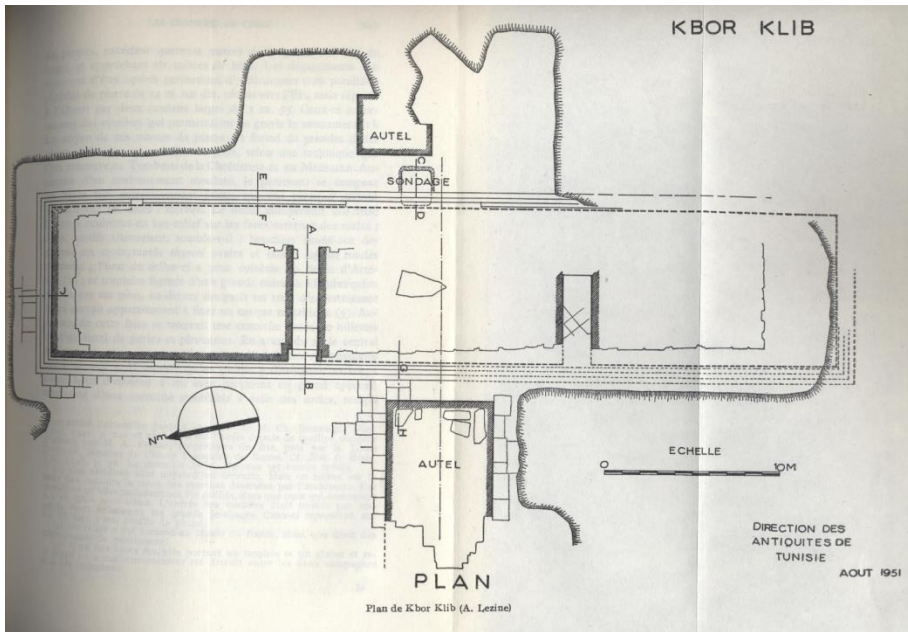 KBOR KLIB
AUTEL
C
SONDAGE
D
E
F
A
J
B
G
H
NM
AUTEL
ECHELLE
0
10M
DIRECTION DES
ANTIQUITES DE
TUNISIE
AOUT 1951
PLAN
Plan de Kbor Klib (A. Lezine)